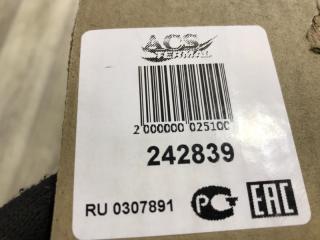 ACS
TERMAL
2 000000 025100
242839
RU 0307891 PC EAC